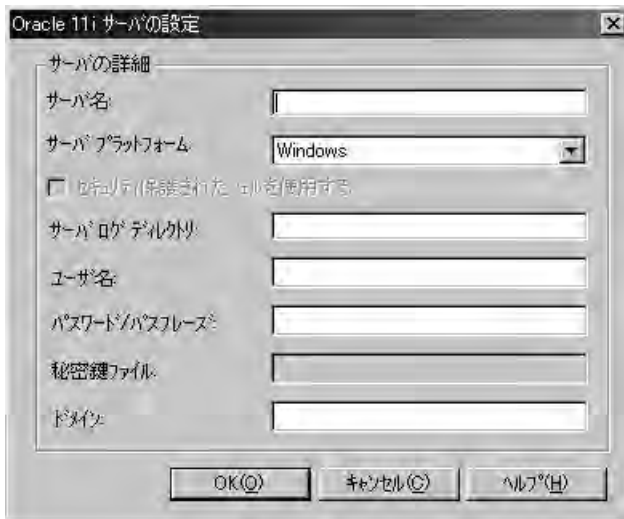 Oracle 11i サーバの設定
サーバの詳細
サーバ名:
サーバ プラットフォーム:
Windows
セキュリティ保護されたシェルを使用する
サーバ ログ ディレクトリ:
ユーザ名:
パスワード/パスフレーズ:
秘密鍵ファイル:
ドメイン:
OK(O)
キャンセル(C)
ヘルプ(H)